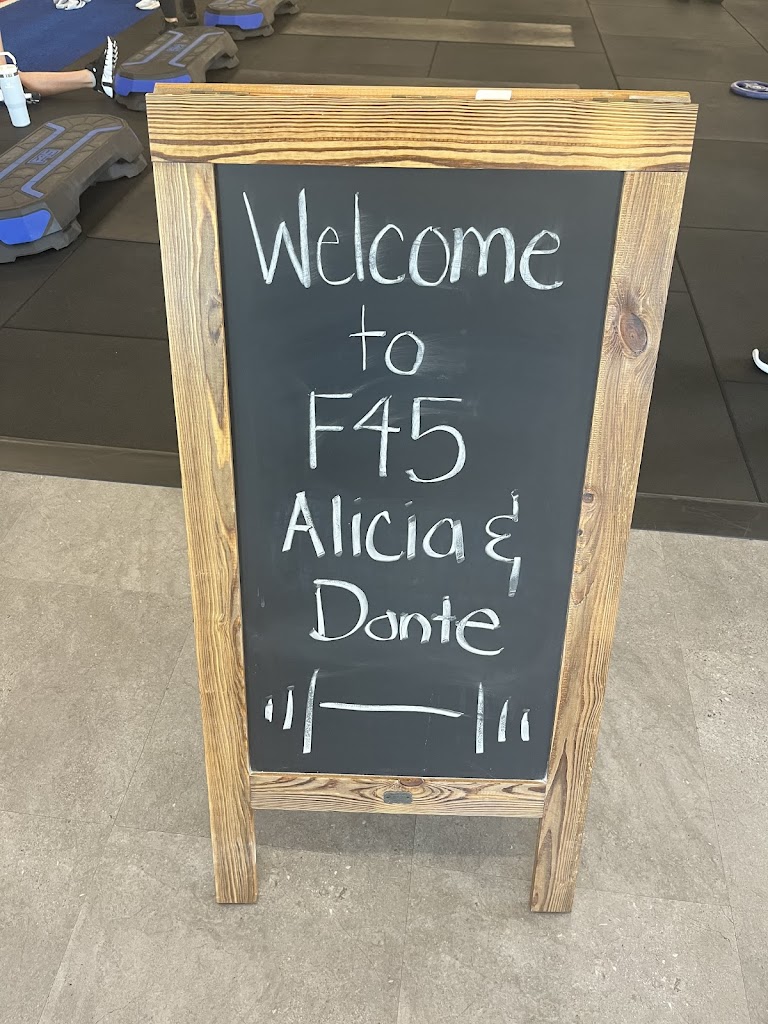 Welcome
to
F45
Alicia &
Dante